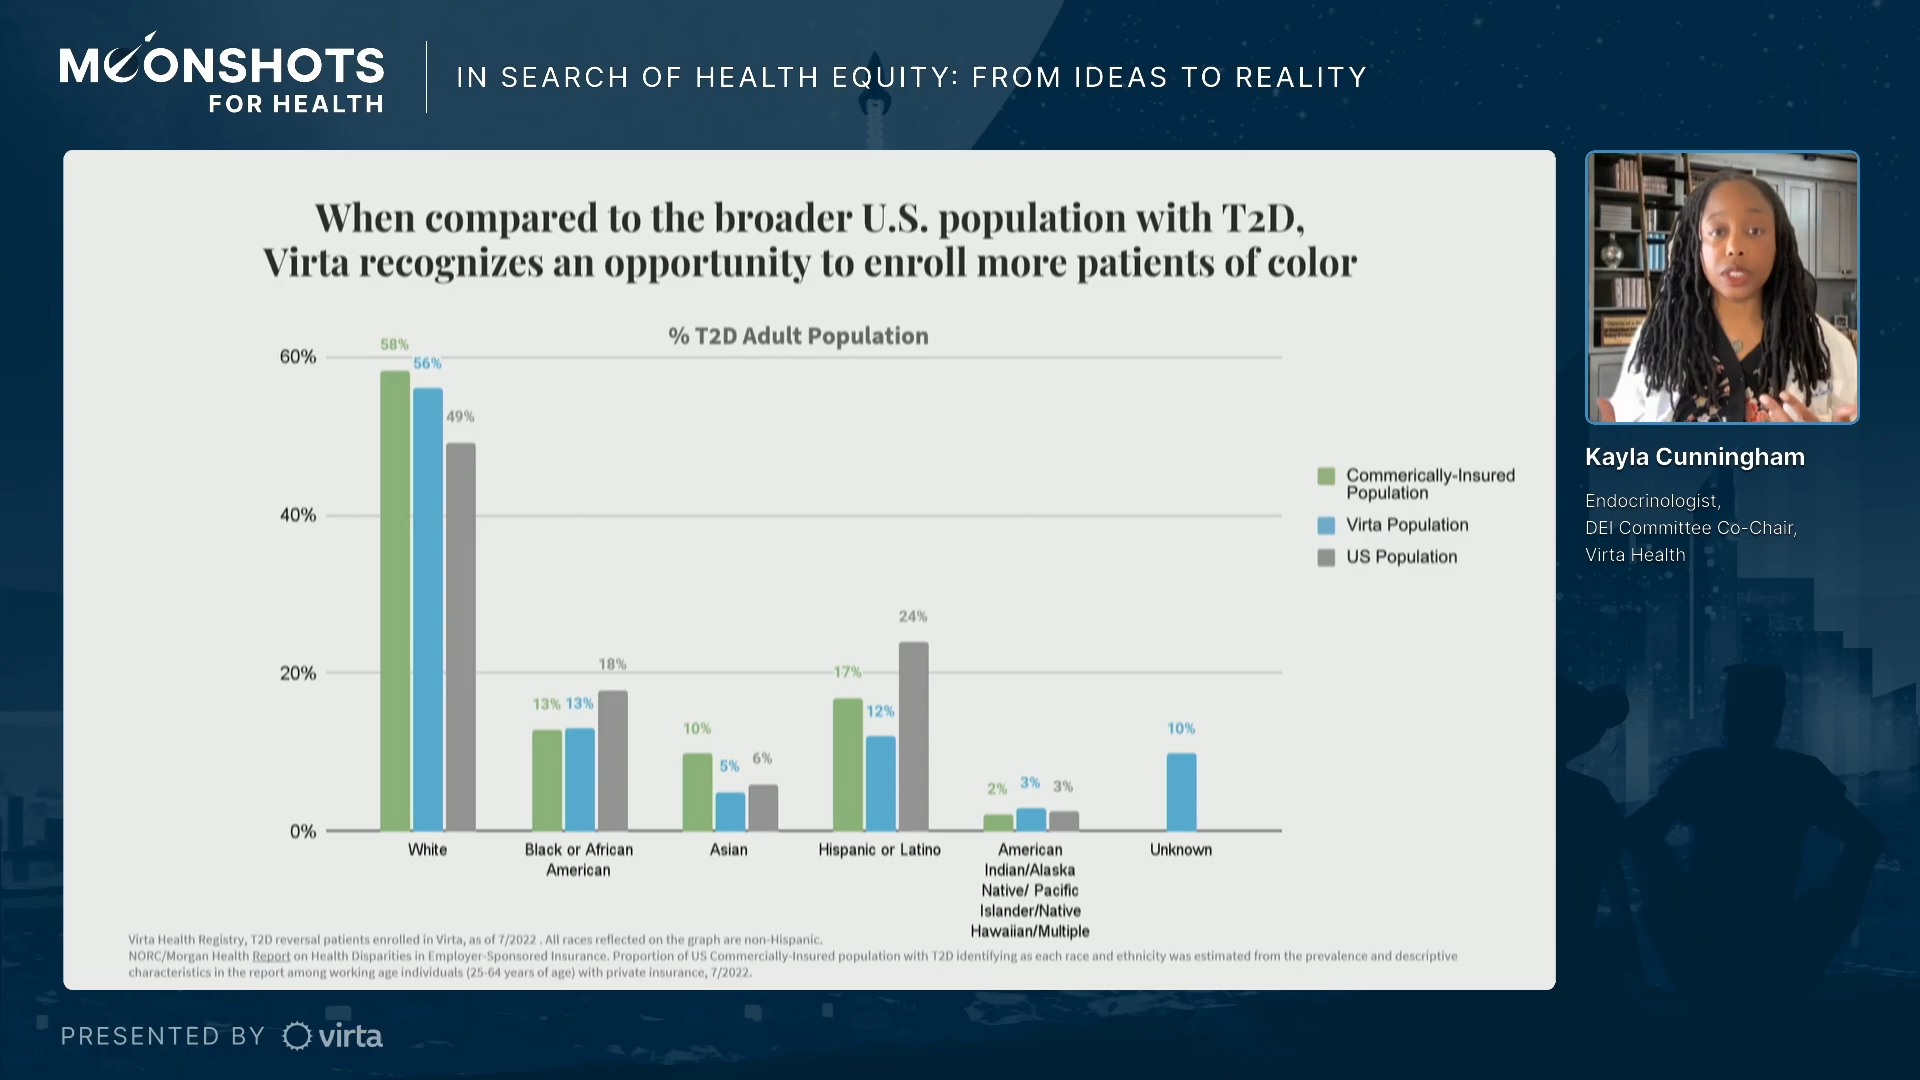 MOONSHOTS
FOR HEALTH
IN SEARCH OF HEALTH EQUITY: FROM IDEAS TO REALITY
When compared to the broader U.S. population with T2D,
Virta recognizes an opportunity to enroll more patients of color
% T2D Adult Population
60%
40%
20%
0%
58%
56%
49%
13%
13%
18%
10%
5%
6%
17%
12%
24%
2%
3%
3%
10%
White
Black or African
American
Asian
Hispanic or Latino
American
Indian/Alaska
Native/ Pacific
Islander/Native
Hawaiian/Multiple
Unknown
Commerically-Insured
Population
Virta Population
US Population
Virta Health Registry, T2D reversal patients enrolled in Virta, as of 7/2022 . All races reflected on the graph are non-Hispanic.
NORC/Morgan Health Report on Health Disparities in Employer-Sponsored Insurance. Proportion of US Commercially-Insured population with T2D identifying as each race and ethnicity was estimated from the prevalence and descriptive
characteristics in the report among working age individuals (25-64 years of age) with private insurance, 7/2022.
Kayla Cunningham
Endocrinologist,
DEI Committee Co-Chair,
Virta Health
PRESENTED BY virta